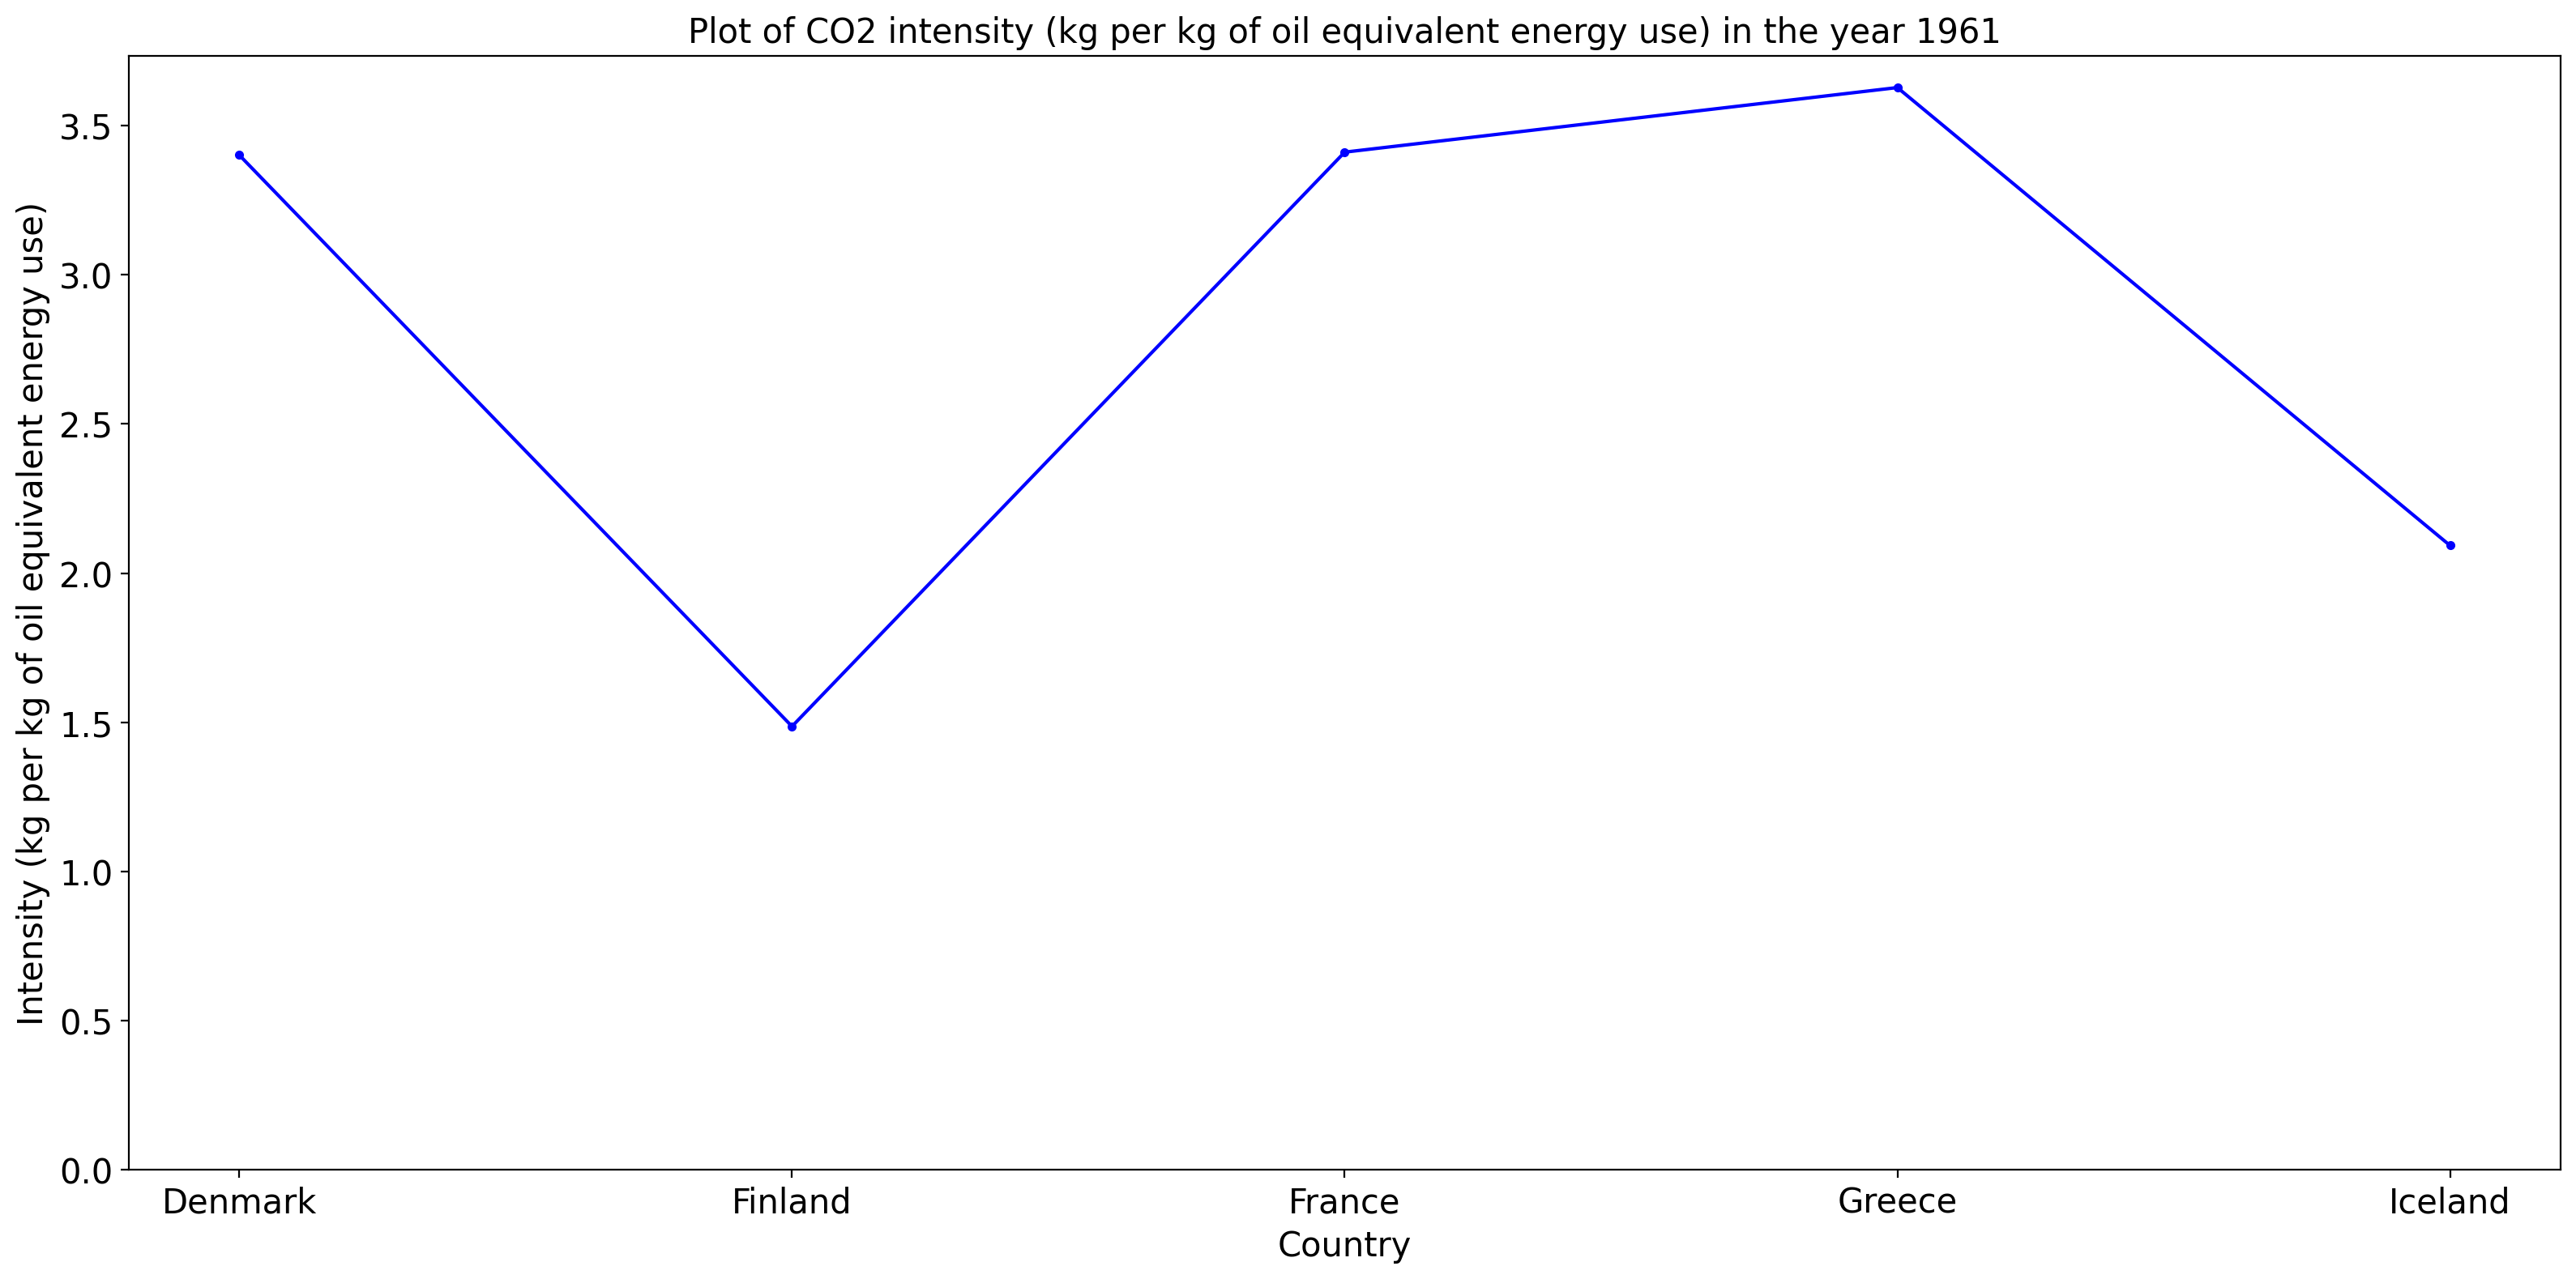 Plot of CO2 intensity (kg per kg of oil equivalent energy use) in the year 1961
Intensity (kg per kg of oil equivalent energy use)
3.5
3.0
2.5
2.0
1.5
1.0
0.5
0.0
Denmark Finland France Greece Iceland
Country